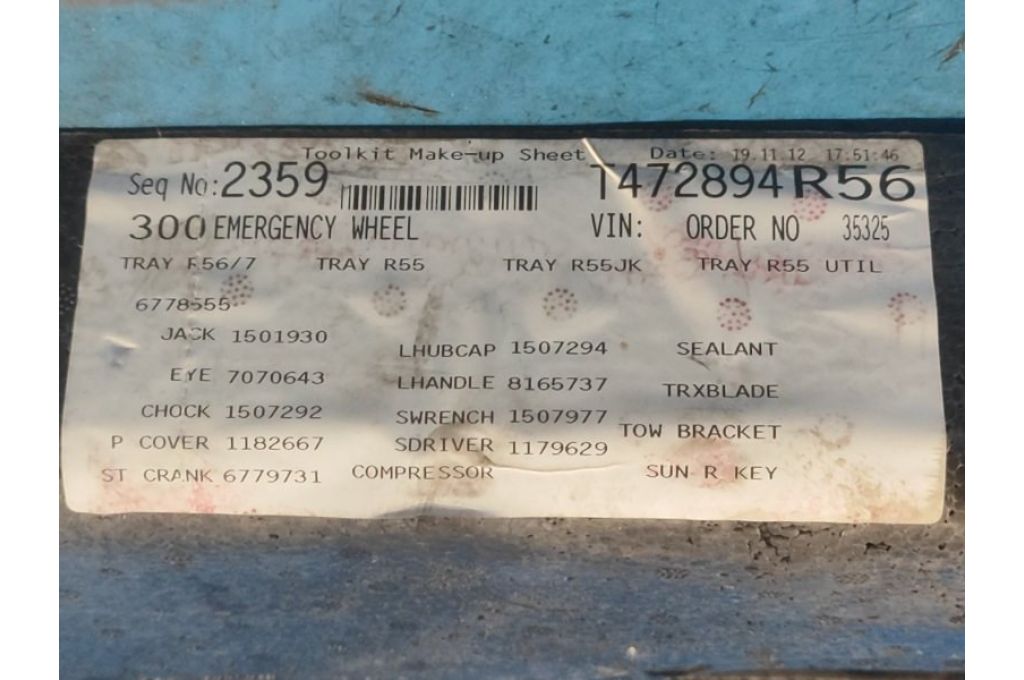 Toolkit Make-up Sheet Date: 19.11.12 17:51:46
Seq No: 2359 T472894 R56
300 EMERGENCY WHEEL VIN: ORDER NO 35325
TRAY R56/7 TRAY R55 TRAY R55JK TRAY R55 UTIL
6778555
JACK 1501930 LHUBCAP 1507294 SEALANT
EYE 7070643 LHANDLE 8165737 TRXBLADE
CHOCK 1507292 SWRENCH 1507977 TOW BRACKET
P COVER 1182667 SDRIVER 1179629
ST CRANK 6779731 COMPRESSOR SUN R KEY